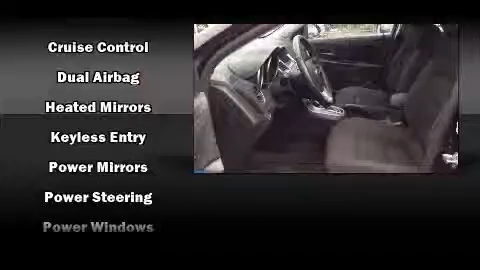 Cruise Control
Dual Airbag
Heated Mirrors
Keyless Entry
Power Mirrors
Power Steering
Power Windows